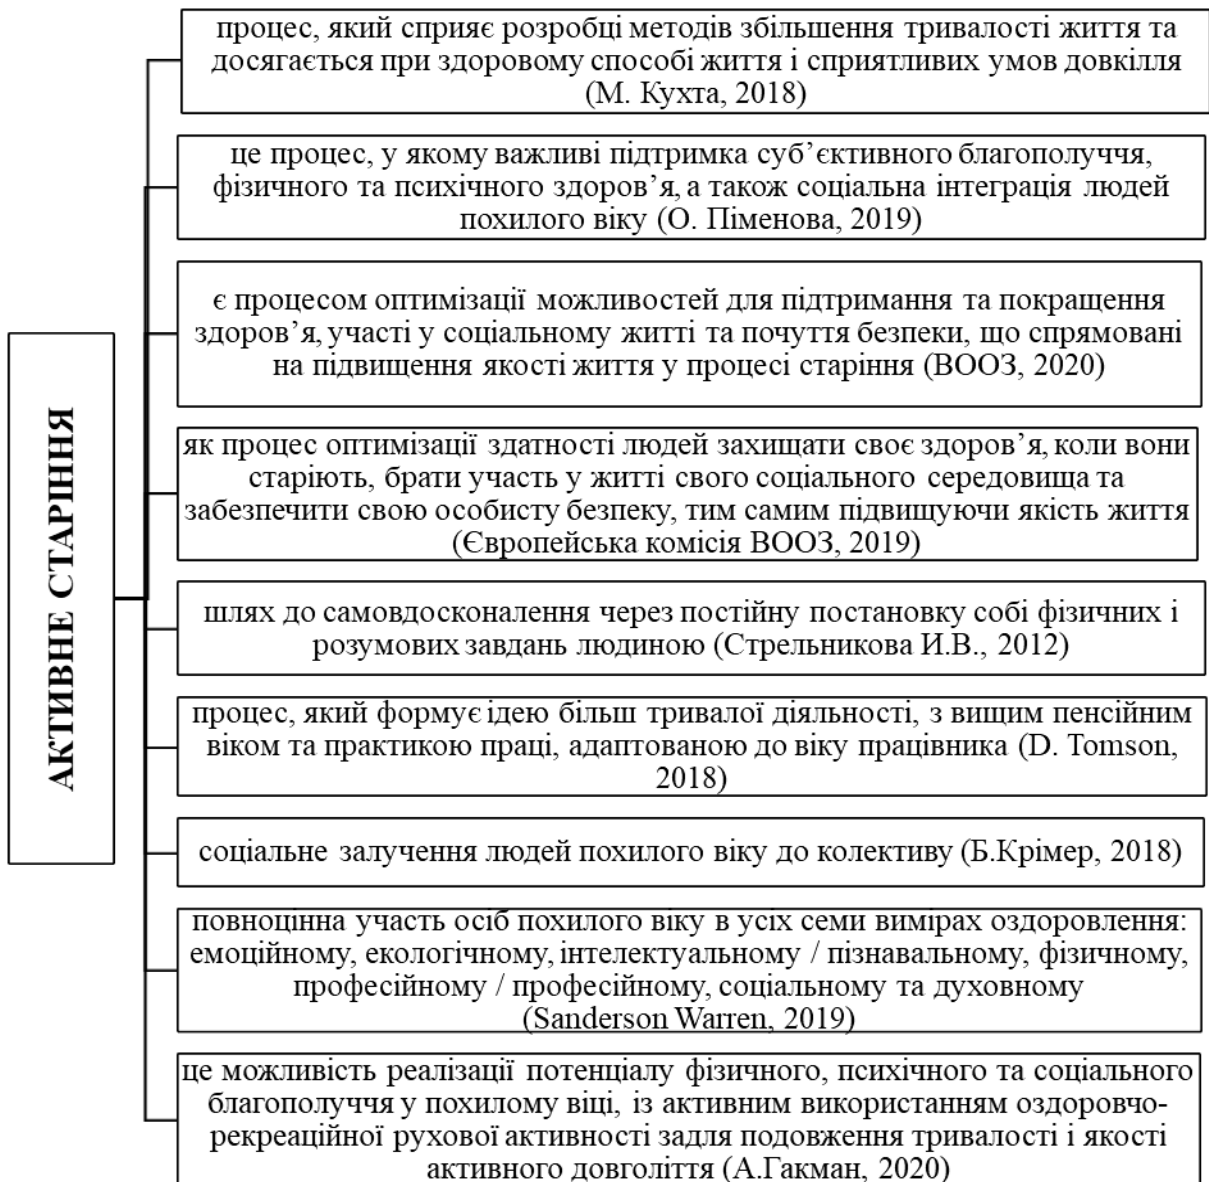 АКТИВНЕ СТАРІННЯ
процес, який сприяє розробці методів збільшення тривалості життя та
досягається при здоровому способі життя і сприятливих умов довкілля
(М. Кухта, 2018)
це процес, у якому важливі підтримка суб’єктивного благополуччя,
фізичного та психічного здоров’я, а також соціальна інтеграція людей
похилого віку (О. Піменова, 2019)
є процесом оптимізації можливостей для підтримання та покращення
здоров’я, участі у соціальному житті та почуття безпеки, що спрямовані
на підвищення якості життя у процесі старіння (ВООЗ, 2020)
як процес оптимізації здатності людей захищати своє здоров’я, коли вони
старіють, брати участь у житті свого соціального середовища та
забезпечити свою особисту безпеку, тим самим підвищуючи якість життя
(Європейська комісія ВООЗ, 2019)
шлях до самовдосконалення через постійну постановку собі фізичних і
розумових завдань людиною (Стрельникова И.В., 2012)
процес, який формує ідею більш тривалої діяльності, з вищим пенсійним
віком та практикою праці, адаптованою до віку працівника (D. Tomson,
2018)
соціальне залучення людей похилого віку до колективу (Б.Крімер, 2018)
повноцінна участь осіб похилого віку в усіх семи вимірах оздоровлення:
емоційному, екологічному, інтелектуальному / пізнавальному, фізичному,
професійному / професійному, соціальному та духовному
(Sanderson Warren, 2019)
це можливість реалізації потенціалу фізичного, психічного та соціального
благополуччя у похилому віці, із активним використанням оздоровчо-
рекреаційної рухової активності задля подовження тривалості і якості
активного довголіття (А.Гакман, 2020)